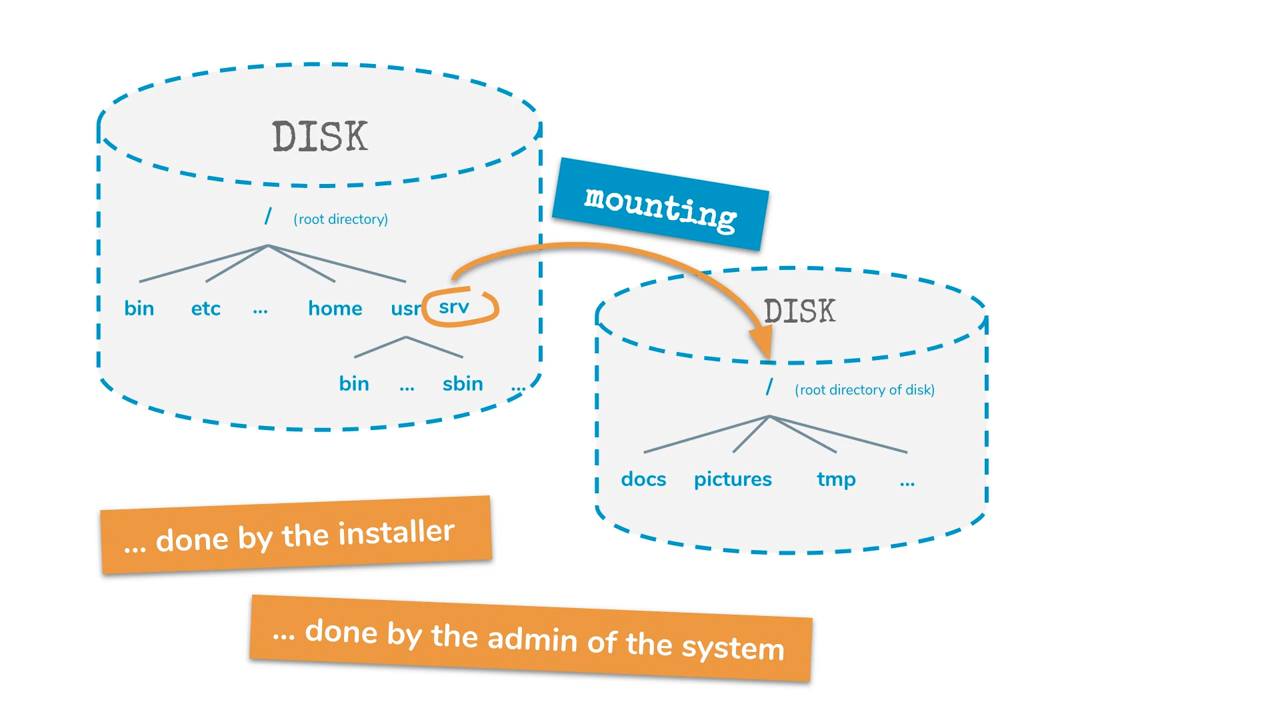 DISK
/ (root directory)
bin etc ... home usr srv
bin ... sbin ...
mounting
DISK
/ (root directory of disk)
docs pictures tmp ...
... done by the installer
... done by the admin of the system